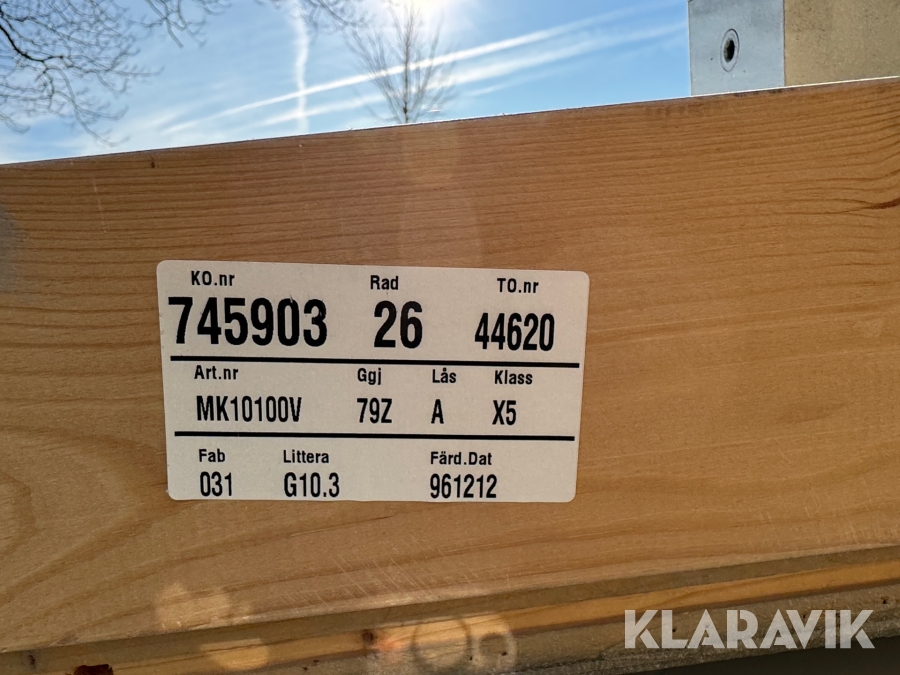 KO.nr Rad TO.nr
745903 26 44620
Art.nr Ggj Lås Klass
MK10100V 79Z A X5
Fab Littera Färd.Dat
031 G10.3 961212
KLARAVIK